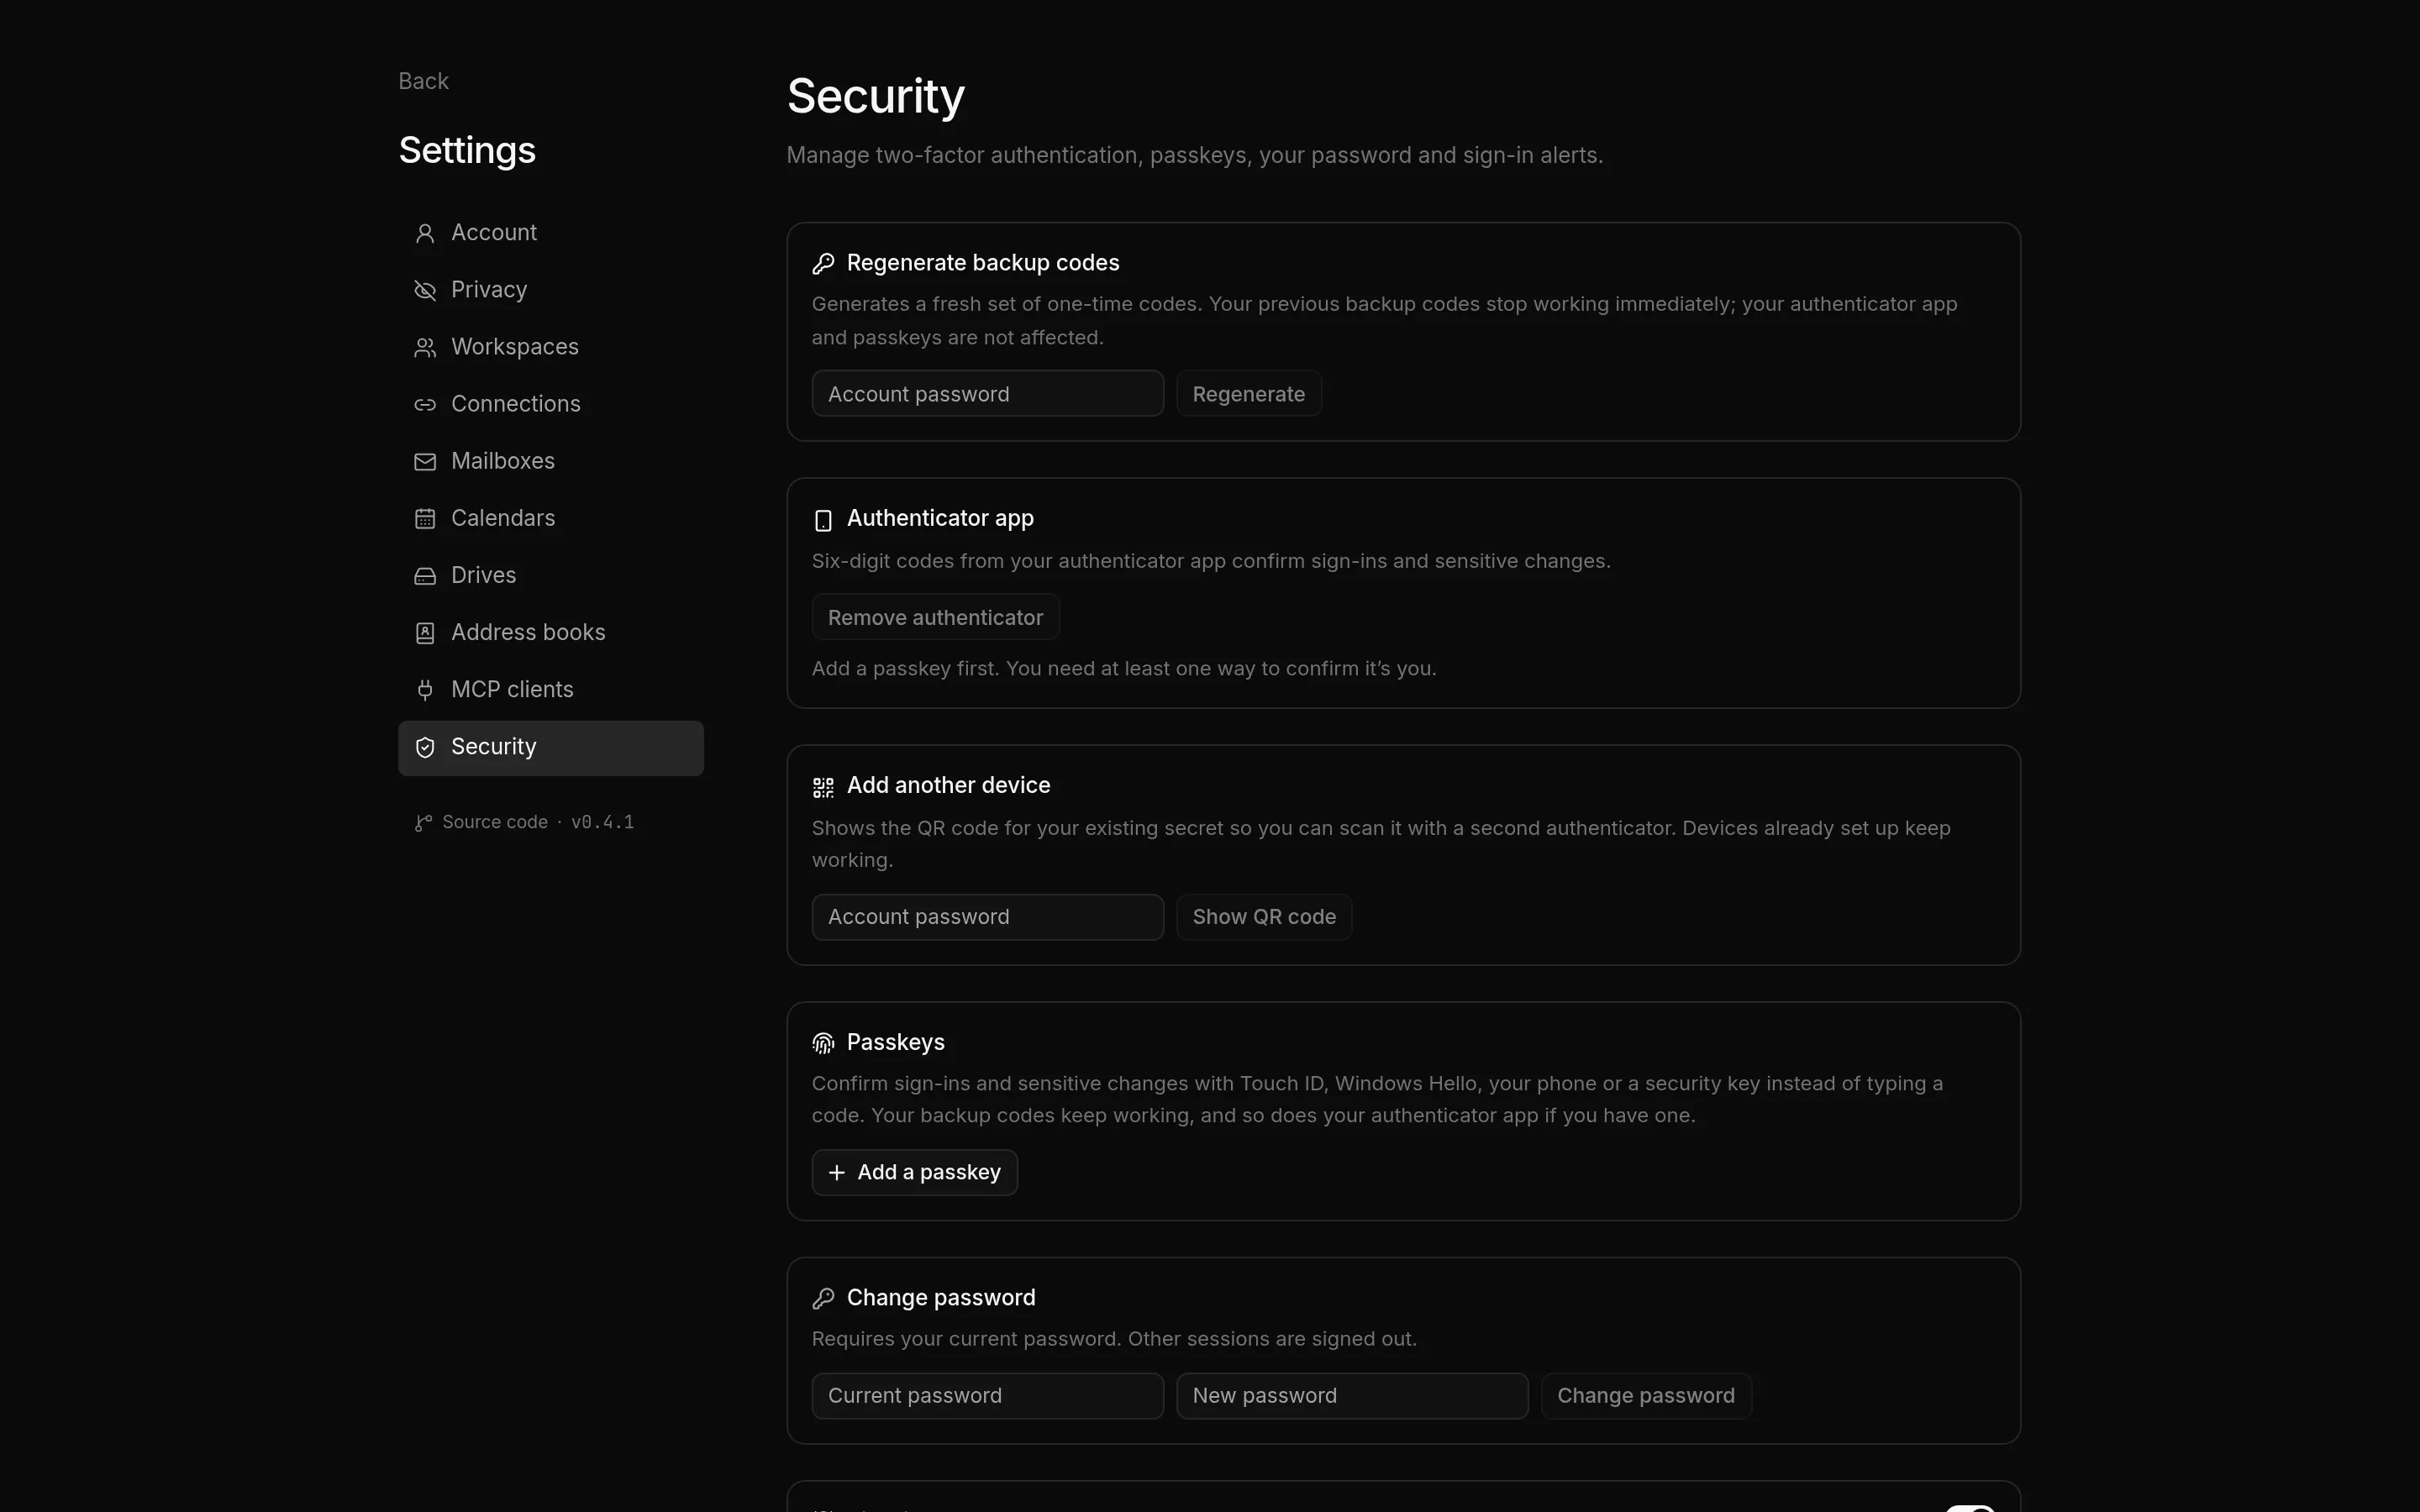 Back
Settings
Account
Privacy
Workspaces
Connections
Mailboxes
Calendars
Drives
Address books
MCP clients
Security
Source code · v0.4.1
Security
Manage two-factor authentication, passkeys, your password and sign-in alerts.
Regenerate backup codes
Generates a fresh set of one-time codes. Your previous backup codes stop working immediately; your authenticator app
and passkeys are not affected.
Account password
Regenerate
Authenticator app
Six-digit codes from your authenticator app confirm sign-ins and sensitive changes.
Remove authenticator
Add a passkey first. You need at least one way to confirm it’s you.
Add another device
Shows the QR code for your existing secret so you can scan it with a second authenticator. Devices already set up keep
working.
Account password
Show QR code
Passkeys
Confirm sign-ins and sensitive changes with Touch ID, Windows Hello, your phone or a security key instead of typing a
code. Your backup codes keep working, and so does your authenticator app if you have one.
Add a passkey
Change password
Requires your current password. Other sessions are signed out.
Current password
New password
Change password